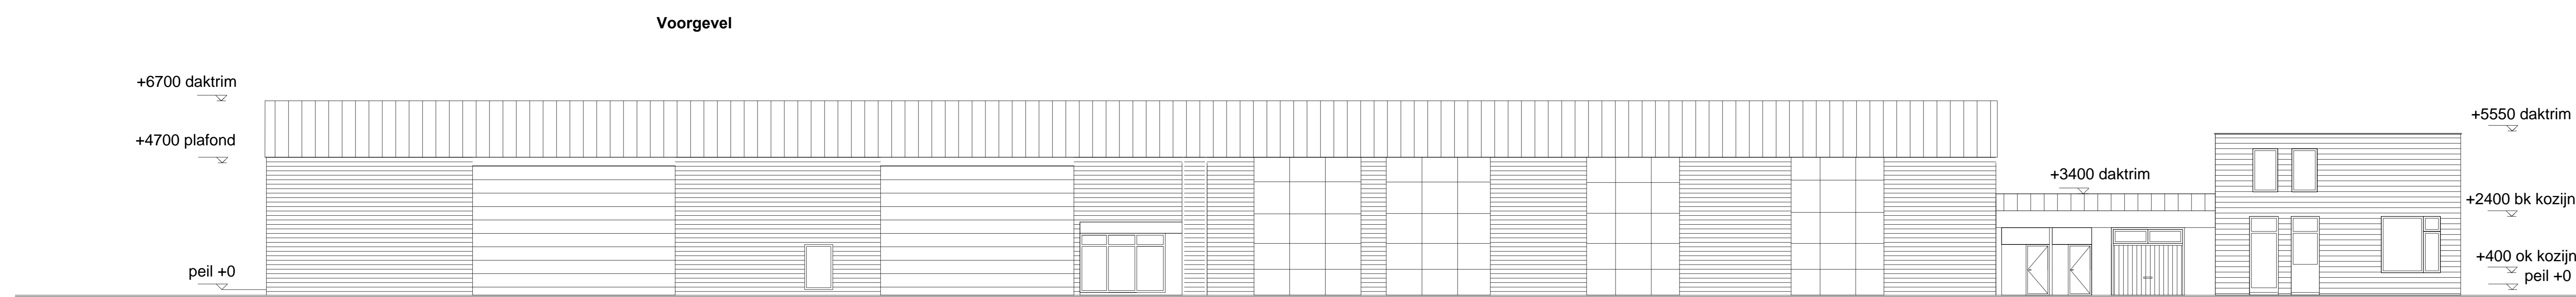 Voorgevel
+6700 daktrim
+4700 plafond
peil +0
+3400 daktrim
+5550 daktrim
+2400 bk kozijn
+400 ok kozijn
peil +0